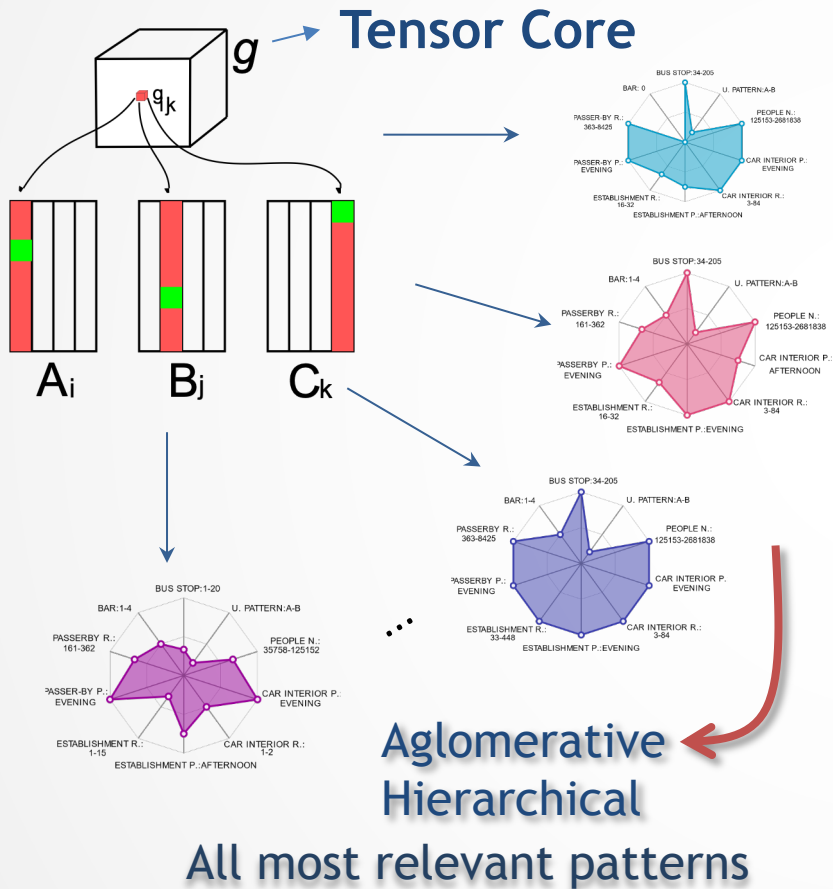 g
Tensor Core
qjk
Ai
Bj
Ck
BUS STOP:34-205
BAR: 0
U. PATTERN:A-B
PASSER-BY R.:
363-8425
PEOPLE N.:
125153-2681838
PASSER-BY P.:
EVENING
CAR INTERIOR P.:
EVENING
ESTABLISHMENT R.:
16-32
CAR INTERIOR R.:
3-84
ESTABLISHMENT P.:AFTERNOON
BUS STOP:34-205
BAR:1-4
U. PATTERN:A-B
PASSERBY R.:
161-362
PEOPLE N.:
125153-2681838
PASSERBY P.:
EVENING
CAR INTERIOR P.:
AFTERNOON
ESTABLISHMENT R.:
16-32
CAR INTERIOR R.:
3-84
ESTABLISHMENT P.:EVENING
BUS STOP:34-205
BAR:1-4
U. PATTERN:A-B
PASSERBY R.:
363-8425
PEOPLE N.:
125153-2681838
PASSERBY P.:
EVENING
CAR INTERIOR P.
EVENING
ESTABLISHMENT R.:
33-448
CAR INTERIOR R.:
3-84
ESTABLISHMENT P.:EVENING
BUS STOP:1-20
BAR:1-4
U. PATTERN:A-B
PASSERBY R.:
161-362
PEOPLE N.:
35758-125152
PASSER-BY P.:
EVENING
CAR INTERIOR P.:
EVENING
ESTABLISHMENT R.:
1-15
CAR INTERIOR R.:
1-2
ESTABLISHMENT P.:AFTERNOON
...
Aglomerative
Hierarchical
All most relevant patterns